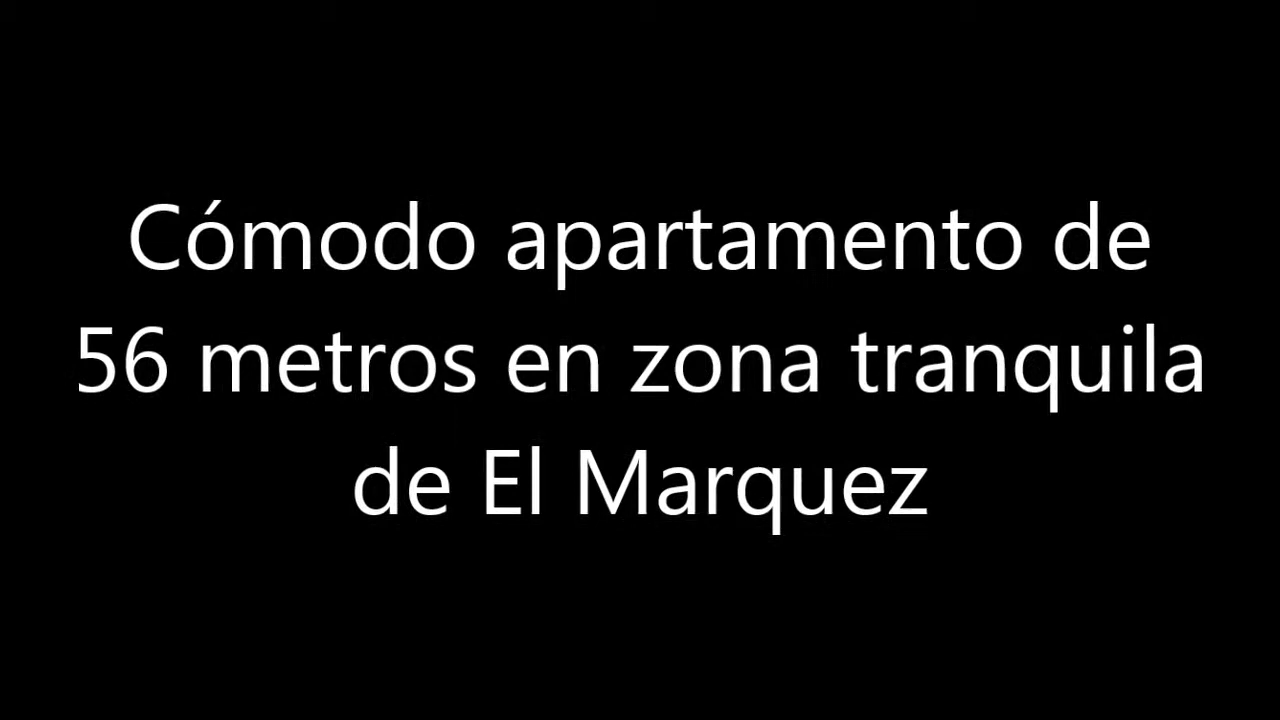 Cómodo apartamento de
56 metros en zona tranquila
de El Marquez